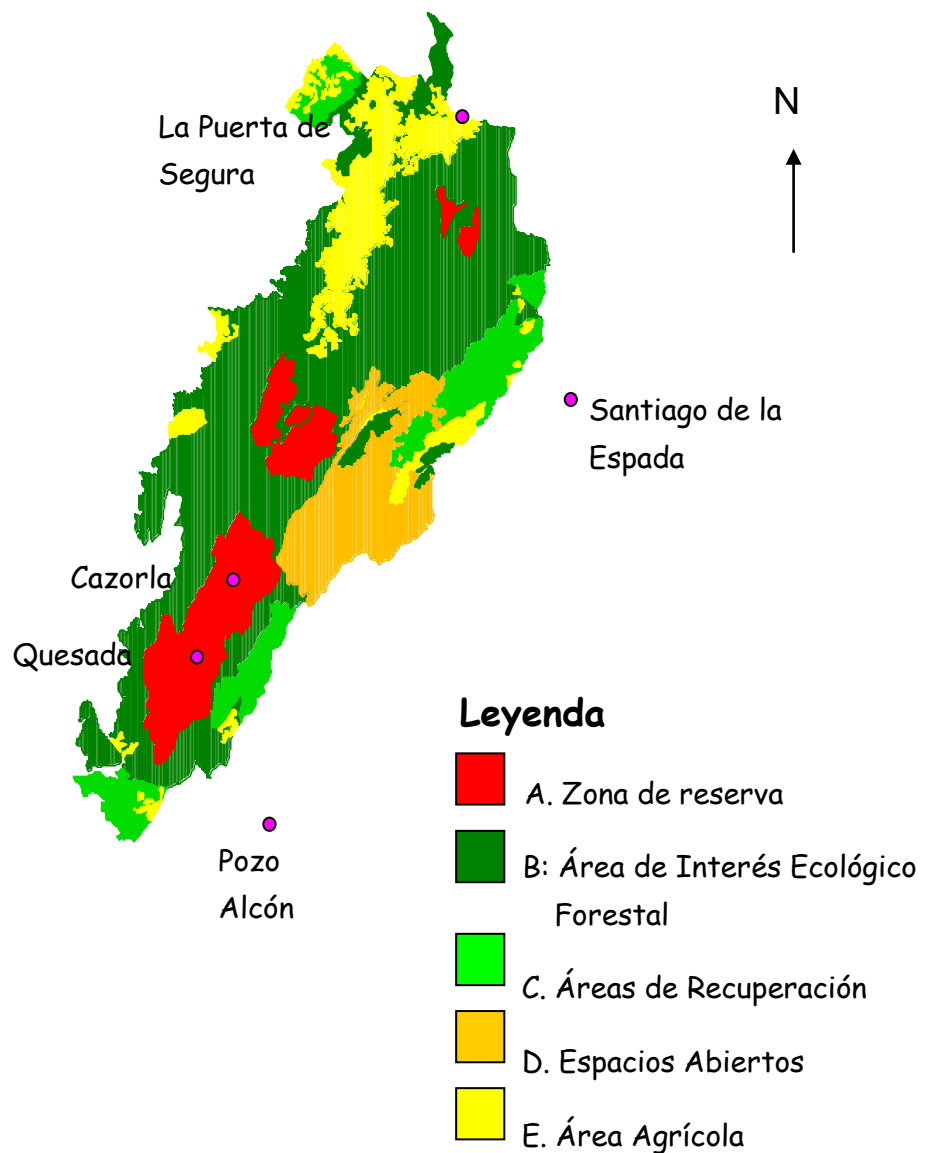 N
La Puerta de
Segura
Santiago de la
Espada
Cazorla
Quesada
Pozo
Alcón
Leyenda
A. Zona de reserva
B: Área de Interés Ecológico
Forestal
C. Áreas de Recuperación
D. Espacios Abiertos
E. Área Agrícola